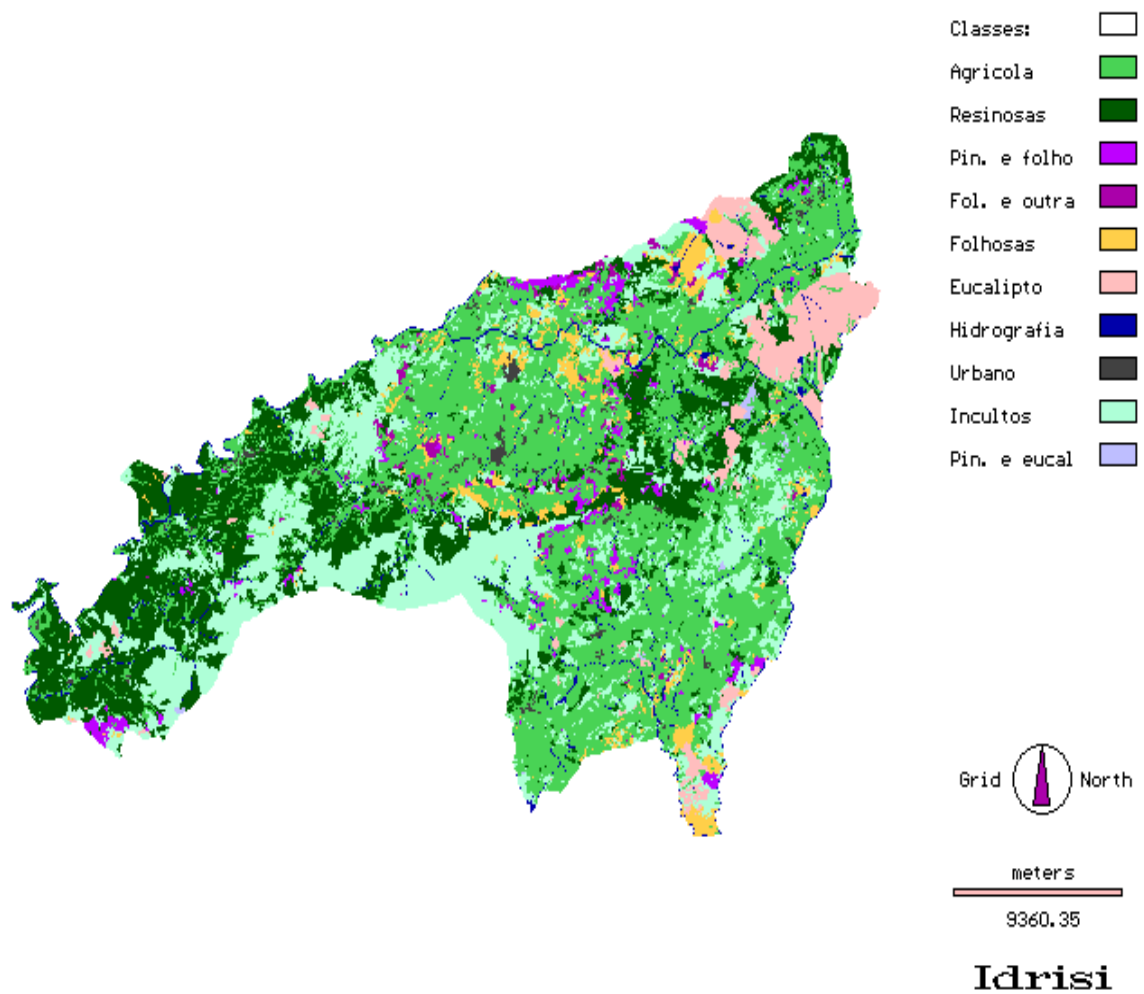 Classes:
Agricola
Resinosas
Pin. e folho
Fol. e outra
Folhosas
Eucalipto
Hidrografia
Urbano
Incultos
Pin. e eucal
Grid North
meters
9360.35
Idrisi